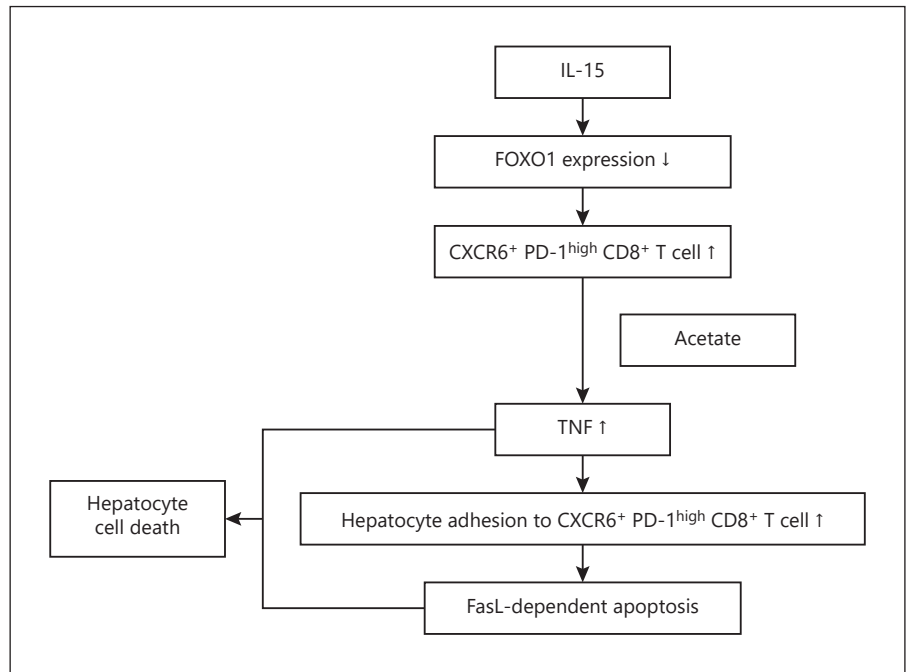 IL-15
FOXO1 expression ↓
CXCR6⁺ PD-1ʰⁱᵍʰ CD8⁺ T cell ↑
Acetate
TNF ↑
Hepatocyte
cell death
Hepatocyte adhesion to CXCR6⁺ PD-1ʰⁱᵍʰ CD8⁺ T cell ↑
FasL-dependent apoptosis